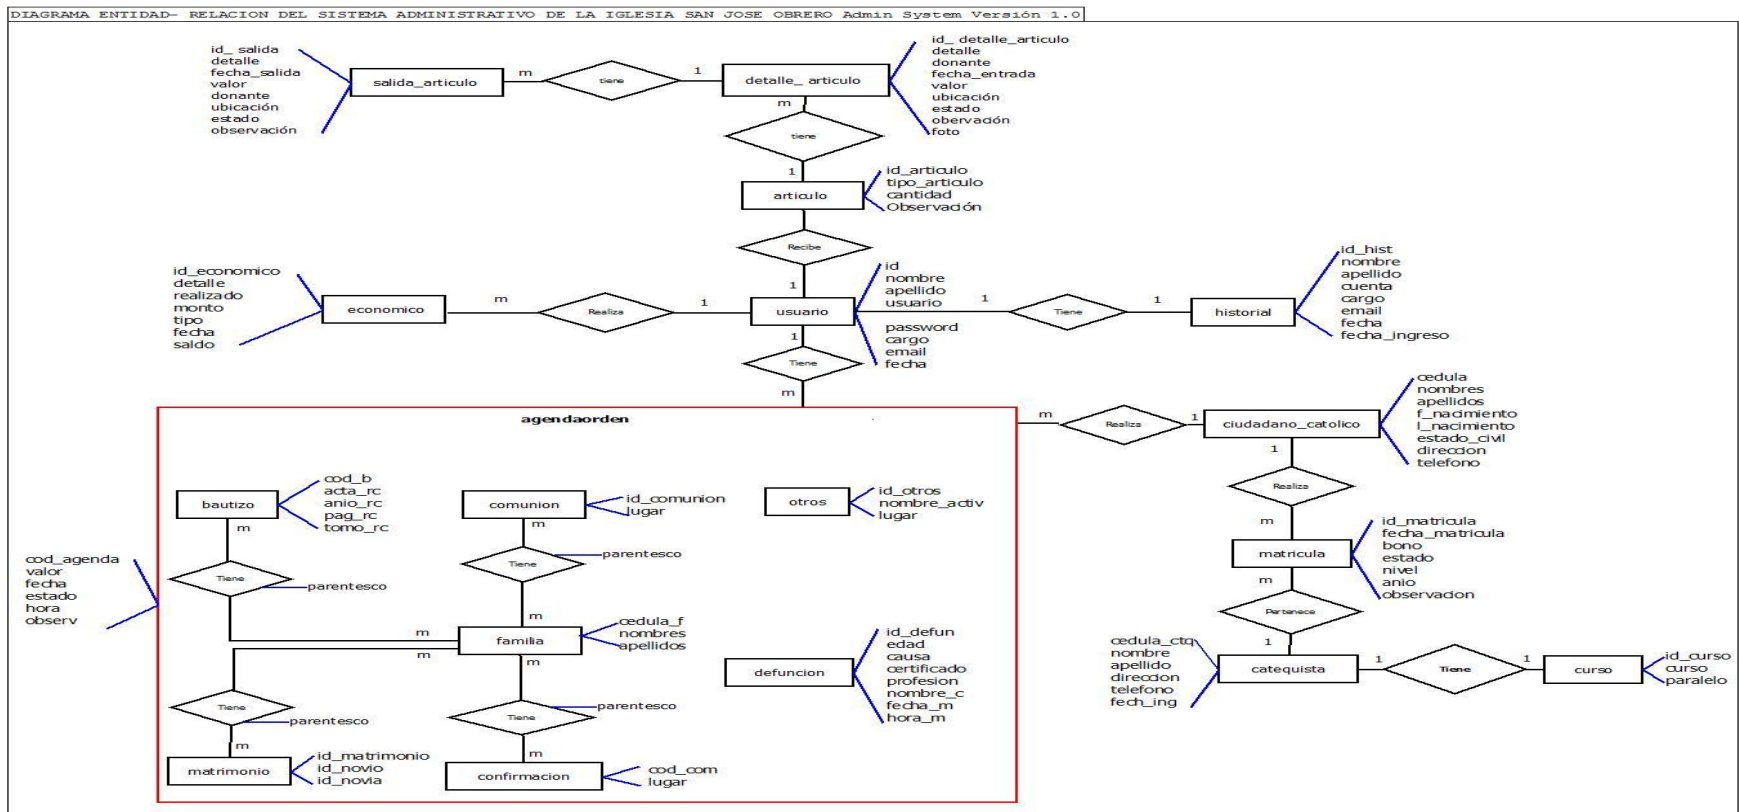 DIAGRAMA ENTIDAD– RELACION DEL SISTEMA ADMINISTRATIVO DE LA IGLESIA SAN JOSE OBRERO Admin System Versión 1.0
id_ salida
detalle
fecha_salida
valor
donante
ubicación
estado
observación
salida_articulo
m
tiene
1
detalle_ articulo
id_ detalle_articulo
detalle
donante
fecha_entrada
valor
ubicación
estado
obervación
foto
m
tiene
1
articulo
id_articulo
tipo_articulo
cantidad
Observación
Recibe
1
id_economico
detalle
realizado
monto
tipo
fecha
saldo
economico
m
Realiza
1
usuario
id
nombre
apellido
usuario
password
cargo
email
fecha
1
Tiene
1
historial
id_hist
nombre
apellido
cuenta
cargo
email
fecha
fecha_ingreso
1
Tiene
m
agendaorden
m
Realiza
1
ciudadano_catolico
cedula
nombres
apellidos
f_nacimiento
l_nacimiento
estado_civil
direccion
telefono
1
Realiza
m
matricula
id_matricula
fecha_matricula
bono
estado
nivel
anio
observacion
m
Pertenece
1
cedula_ctq
nombre
apellido
direccion
telefono
fech_ing
catequista
1
Tiene
1
curso
id_curso
curso
paralelo
cod_agenda
valor
fecha
estado
hora
observ
bautizo
cod_b
acta_rc
anio_rc
pag_rc
tomo_rc
m
Tiene
parentesco
m
comunion
id_comunion
lugar
m
Tiene
parentesco
m
otros
id_otros
nombre_activ
lugar
familia
cedula_f
nombres
apellidos
m
Tiene
parentesco
m
matrimonio
id_matrimonio
id_novio
id_novia
m
Tiene
parentesco
m
confirmacion
cod_com
lugar
defuncion
id_defun
edad
causa
certificado
profesion
nombre_c
fecha_m
hora_m